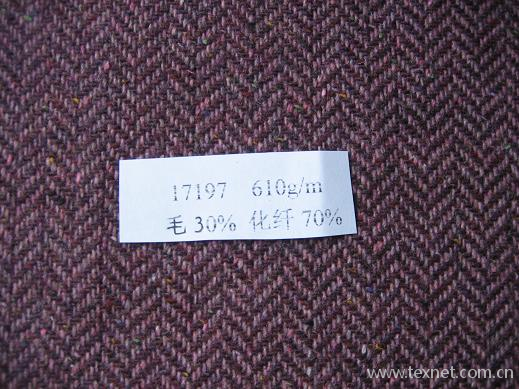 17197 610g/m
毛 30% 化纤 70%
www.texnet.com.cn